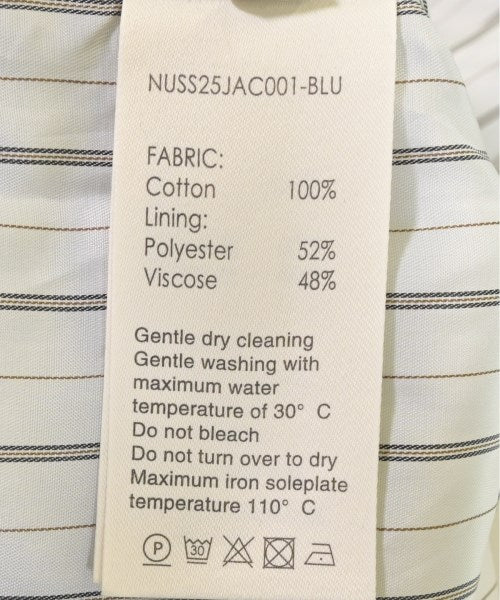 NUSS25JAC001-BLU
FABRIC:
Cotton 100%
Lining:
Polyester 52%
Viscose 48%
Gentle dry cleaning
Gentle washing with
maximum water
temperature of 30° C
Do not bleach
Do not turn over to dry
Maximum iron soleplate
temperature 110° C
P 30